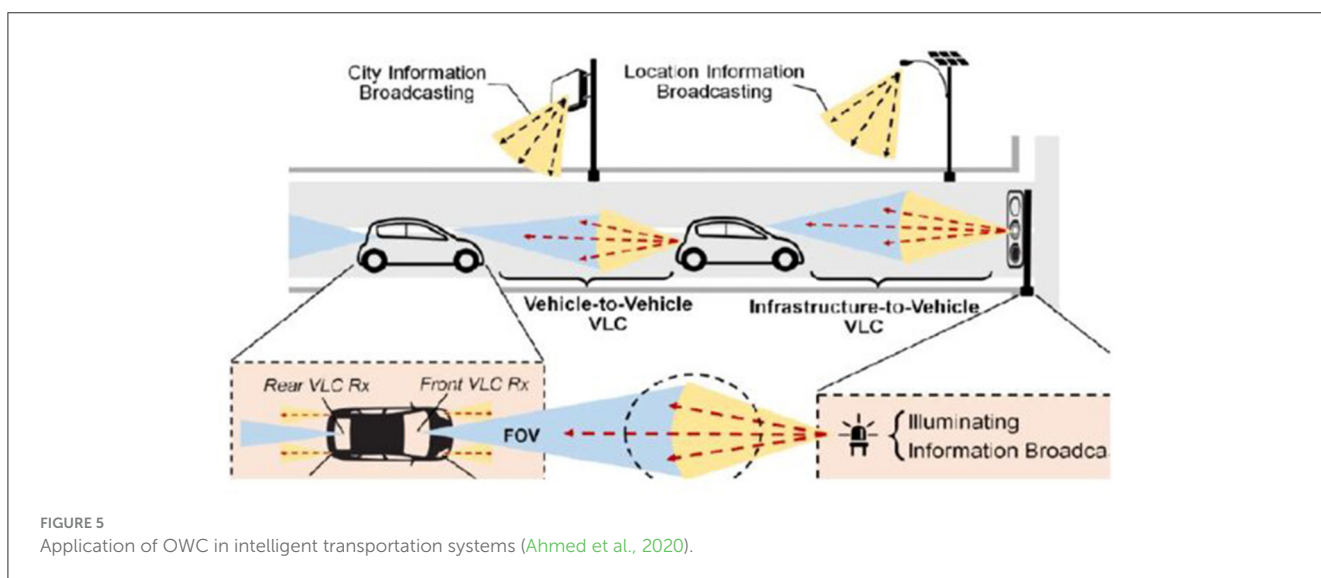 City Information
Broadcasting
Location Information
Broadcasting
Vehicle-to-Vehicle
VLC
Infrastructure-to-Vehicle
VLC
Rear VLC Rx
Front VLC Rx
FOV
Illuminating
Information Broadca
FIGURE 5
Application of OWC in intelligent transportation systems (Ahmed et al., 2020).